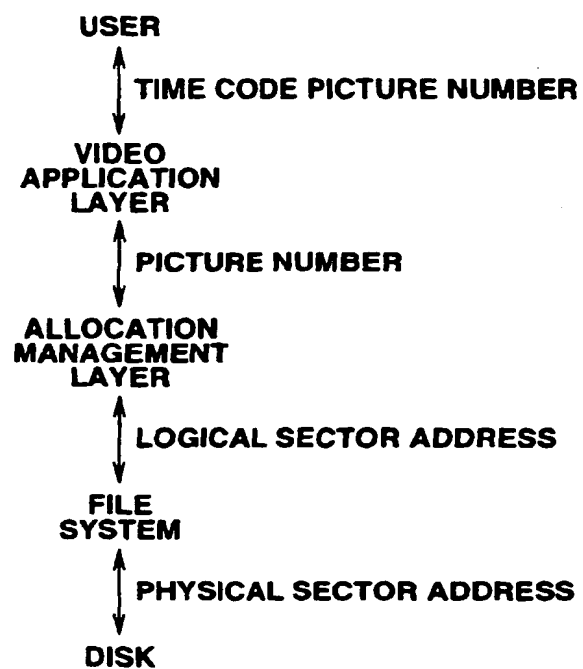 USER
TIME CODE PICTURE NUMBER
VIDEO
APPLICATION
LAYER
PICTURE NUMBER
ALLOCATION
MANAGEMENT
LAYER
LOGICAL SECTOR ADDRESS
FILE
SYSTEM
PHYSICAL SECTOR ADDRESS
DISK